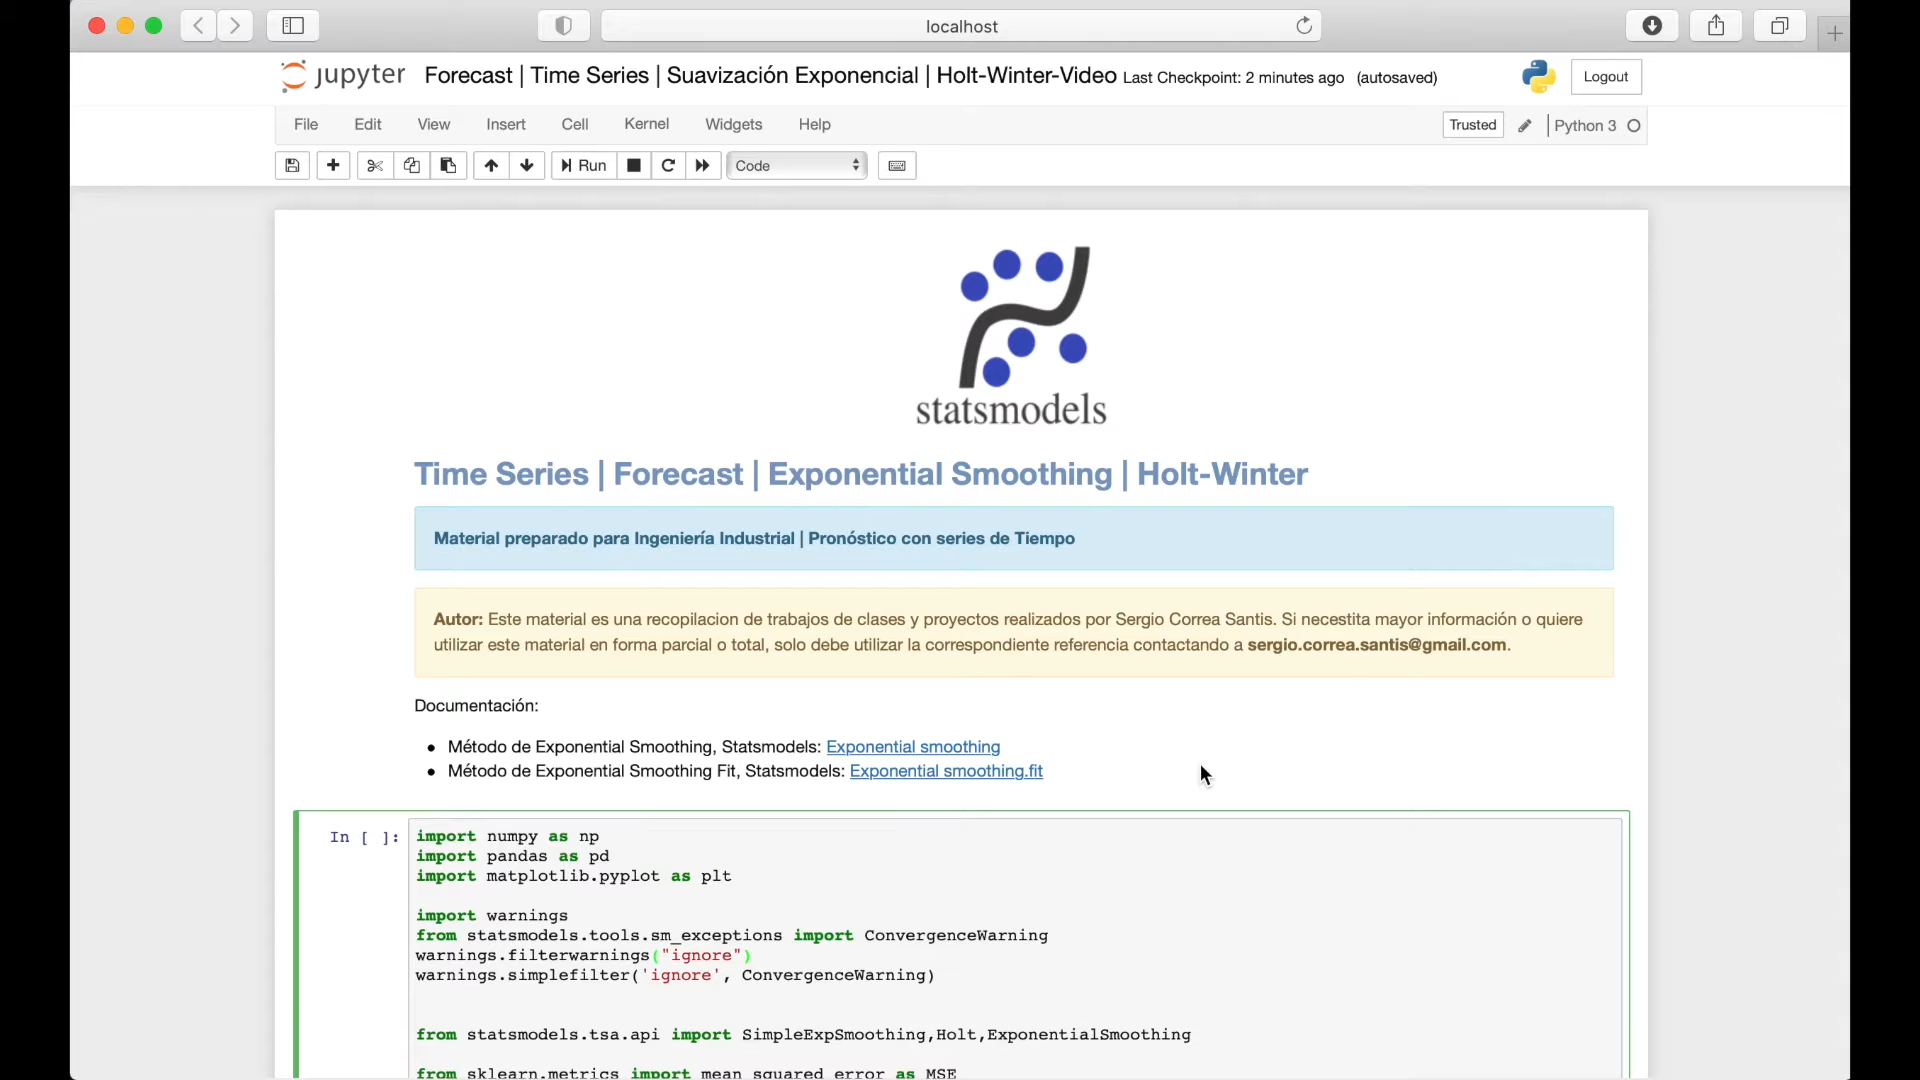 localhost
jupyter Forecast | Time Series | Suavización Exponencial | Holt-Winter-Video Last Checkpoint: 2 minutes ago (autosaved) Logout
File Edit View Insert Cell Kernel Widgets Help Trusted Python 3
Run Code
statsmodels
Time Series | Forecast | Exponential Smoothing | Holt-Winter
Material preparado para Ingeniería Industrial | Pronóstico con series de Tiempo
Autor: Este material es una recopilacion de trabajos de clases y proyectos realizados por Sergio Correa Santis. Si necesita mayor información o quiere
utilizar este material en forma parcial o total, solo debe utilizar la correspondiente referencia contactando a sergio.correa.santis@gmail.com.
Documentación:
• Método de Exponential Smoothing, Statsmodels: Exponential smoothing
• Método de Exponential Smoothing Fit, Statsmodels: Exponential smoothing.fit
In [ ]: import numpy as np
import pandas as pd
import matplotlib.pyplot as plt
import warnings
from statsmodels.tools.sm_exceptions import ConvergenceWarning
warnings.filterwarnings("ignore")
warnings.simplefilter('ignore', ConvergenceWarning)
from statsmodels.tsa.api import SimpleExpSmoothing,Holt,ExponentialSmoothing
from sklearn.metrics import mean_squared_error as MSE